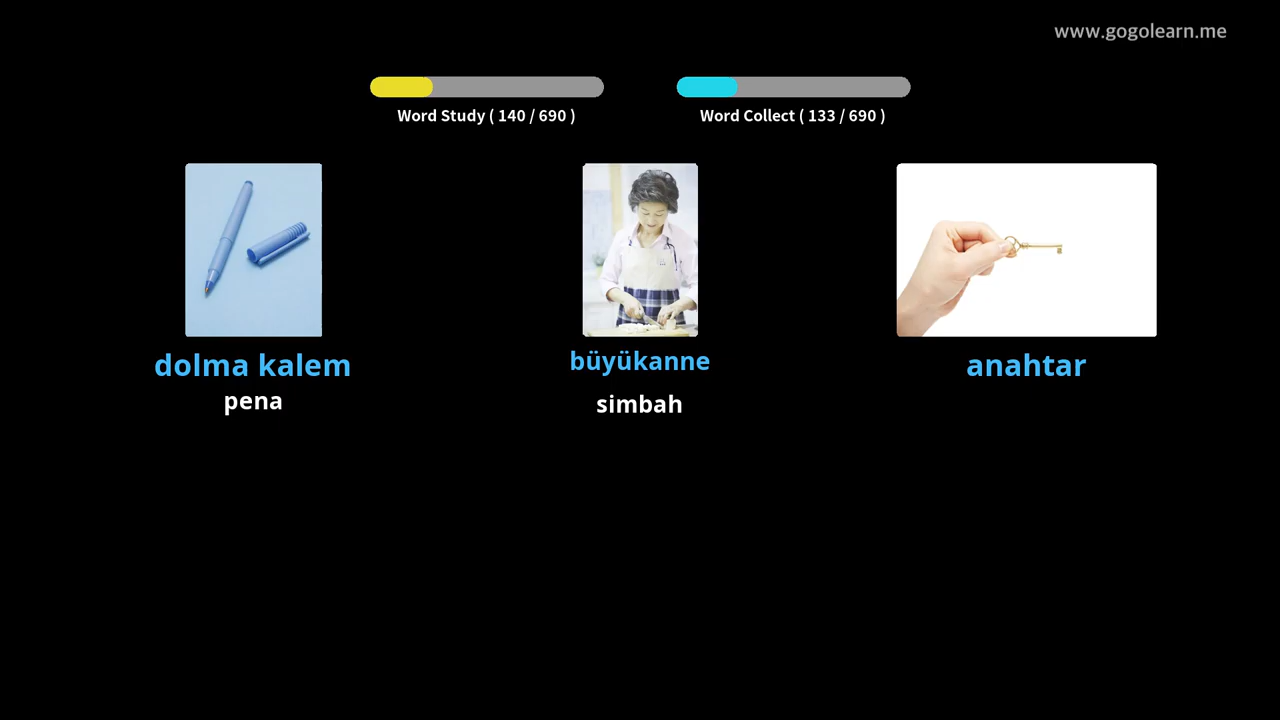 www.gogolearn.me
Word Study ( 140 / 690 )
Word Collect ( 133 / 690 )
dolma kalem
pena
büyükanne
simbah
anahtar